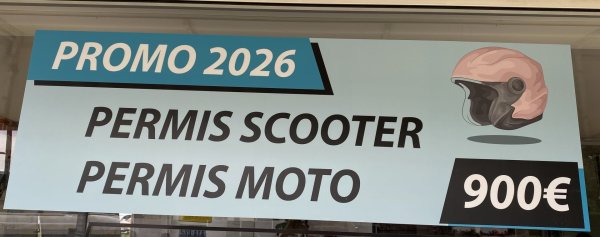 PROMO 2026
PERMIS SCOOTER
PERMIS MOTO
900€